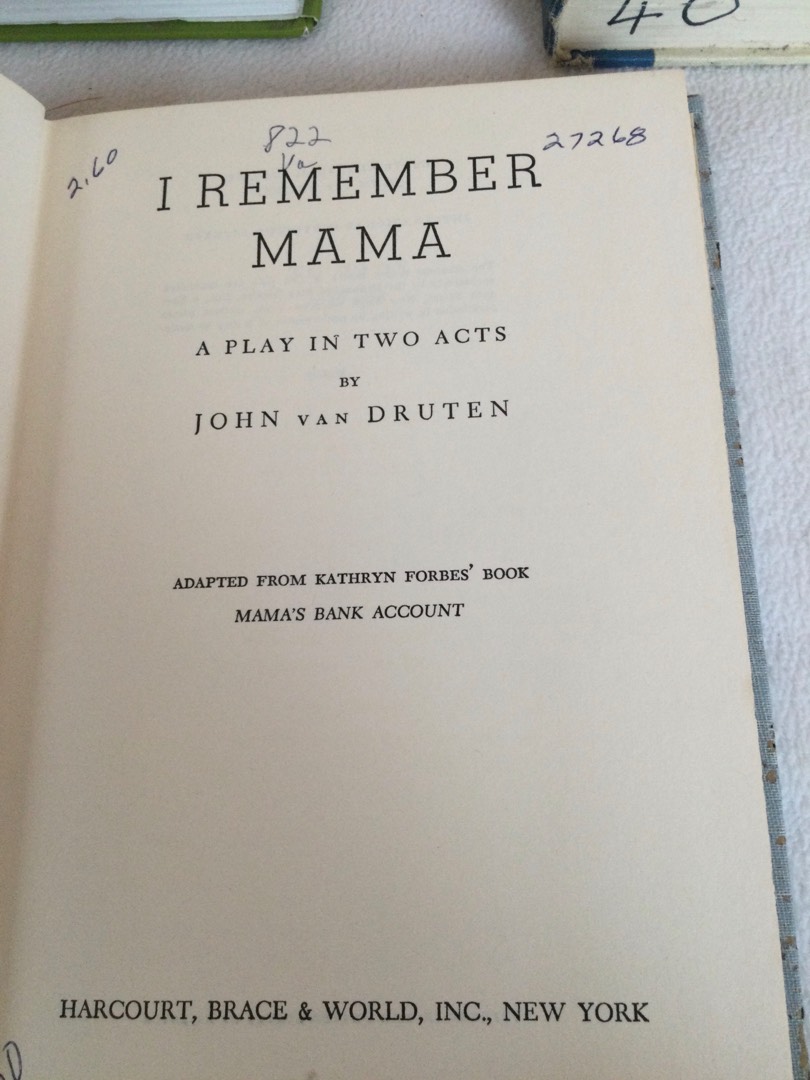 40
2.60
822
Va
27268
I REMEMBER
MAMA
A PLAY IN TWO ACTS
BY
JOHN VAN DRUTEN
ADAPTED FROM KATHRYN FORBES' BOOK
MAMA'S BANK ACCOUNT
HARCOURT, BRACE & WORLD, INC., NEW YORK